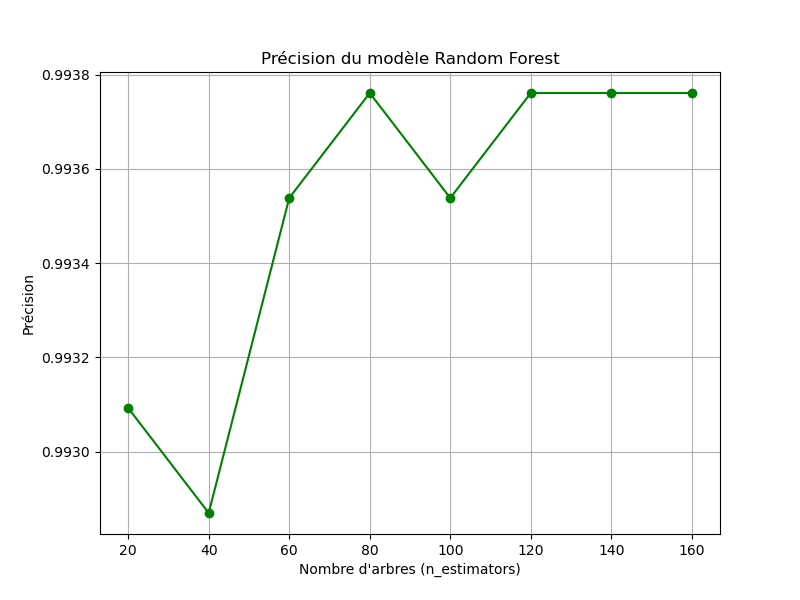 Précision du modèle Random Forest
0.9938
0.9936
0.9934
0.9932
0.9930
Précision
20 40 60 80 100 120 140 160
Nombre d'arbres (n_estimators)